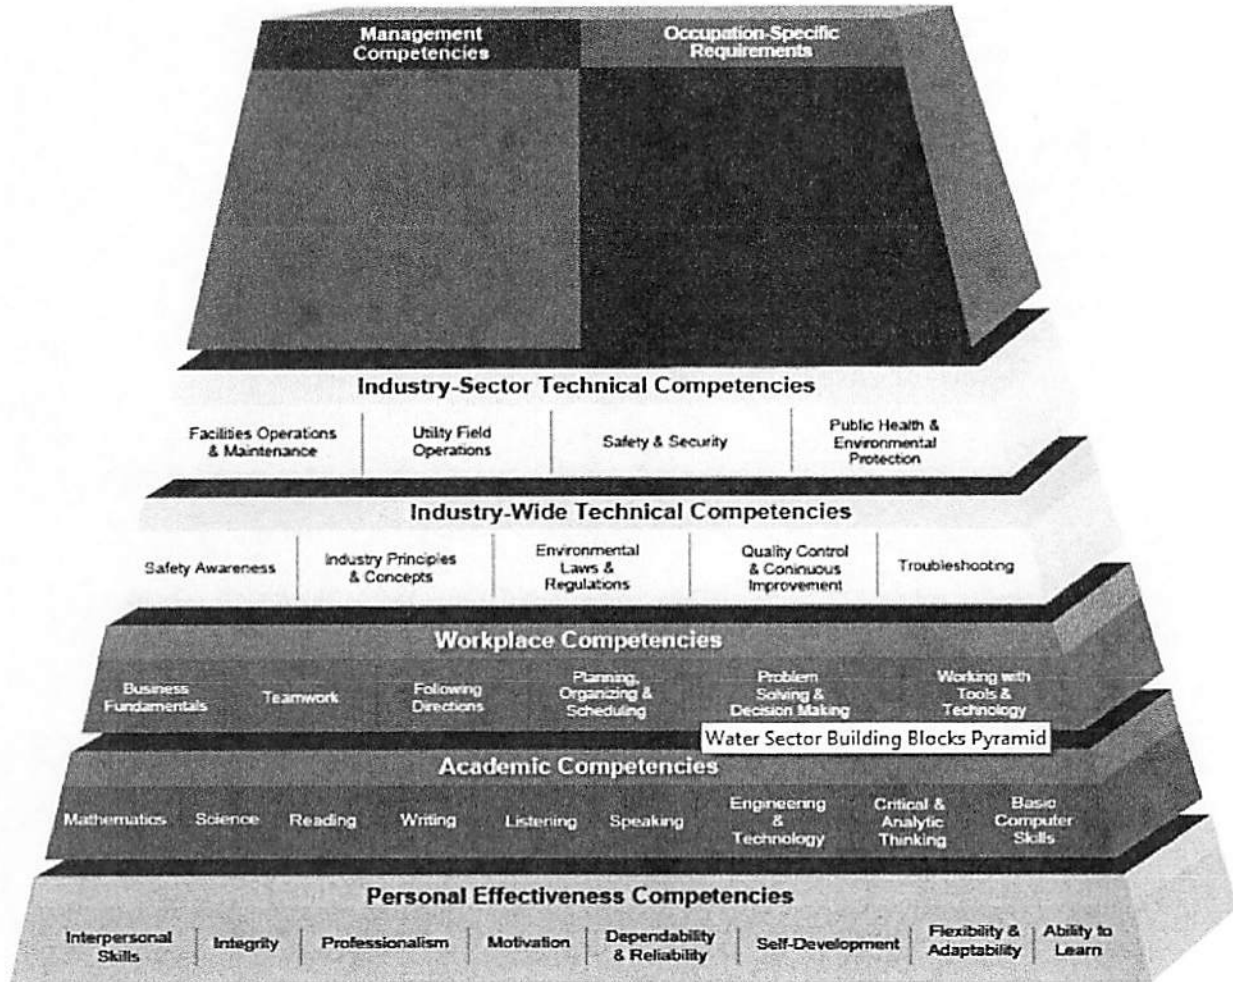 Management
Competencies
Occupation-Specific
Requirements
Industry-Sector Technical Competencies
Facilities Operations
& Maintenance
Utility Field
Operations
Safety & Security
Public Health &
Environmental
Protection
Industry-Wide Technical Competencies
Safety Awareness
Industry Principles
& Concepts
Environmental
Laws &
Regulations
Quality Control
& Coninuous
Improvement
Troubleshooting
Workplace Competencies
Business
Fundamentals
Teamwork
Following
Directions
Planning,
Organizing &
Scheduling
Problem
Solving &
Decision Making
Working with
Tools &
Technology
Water Sector Building Blocks Pyramid
Academic Competencies
Mathematics
Science
Reading
Writing
Listening
Speaking
Engineering
&
Technology
Critical &
Analytic
Thinking
Basic
Computer
Skills
Personal Effectiveness Competencies
Interpersonal
Skills
Integrity
Professionalism
Motivation
Dependability
& Reliability
Self-Development
Flexibility &
Adaptability
Ability to
Learn